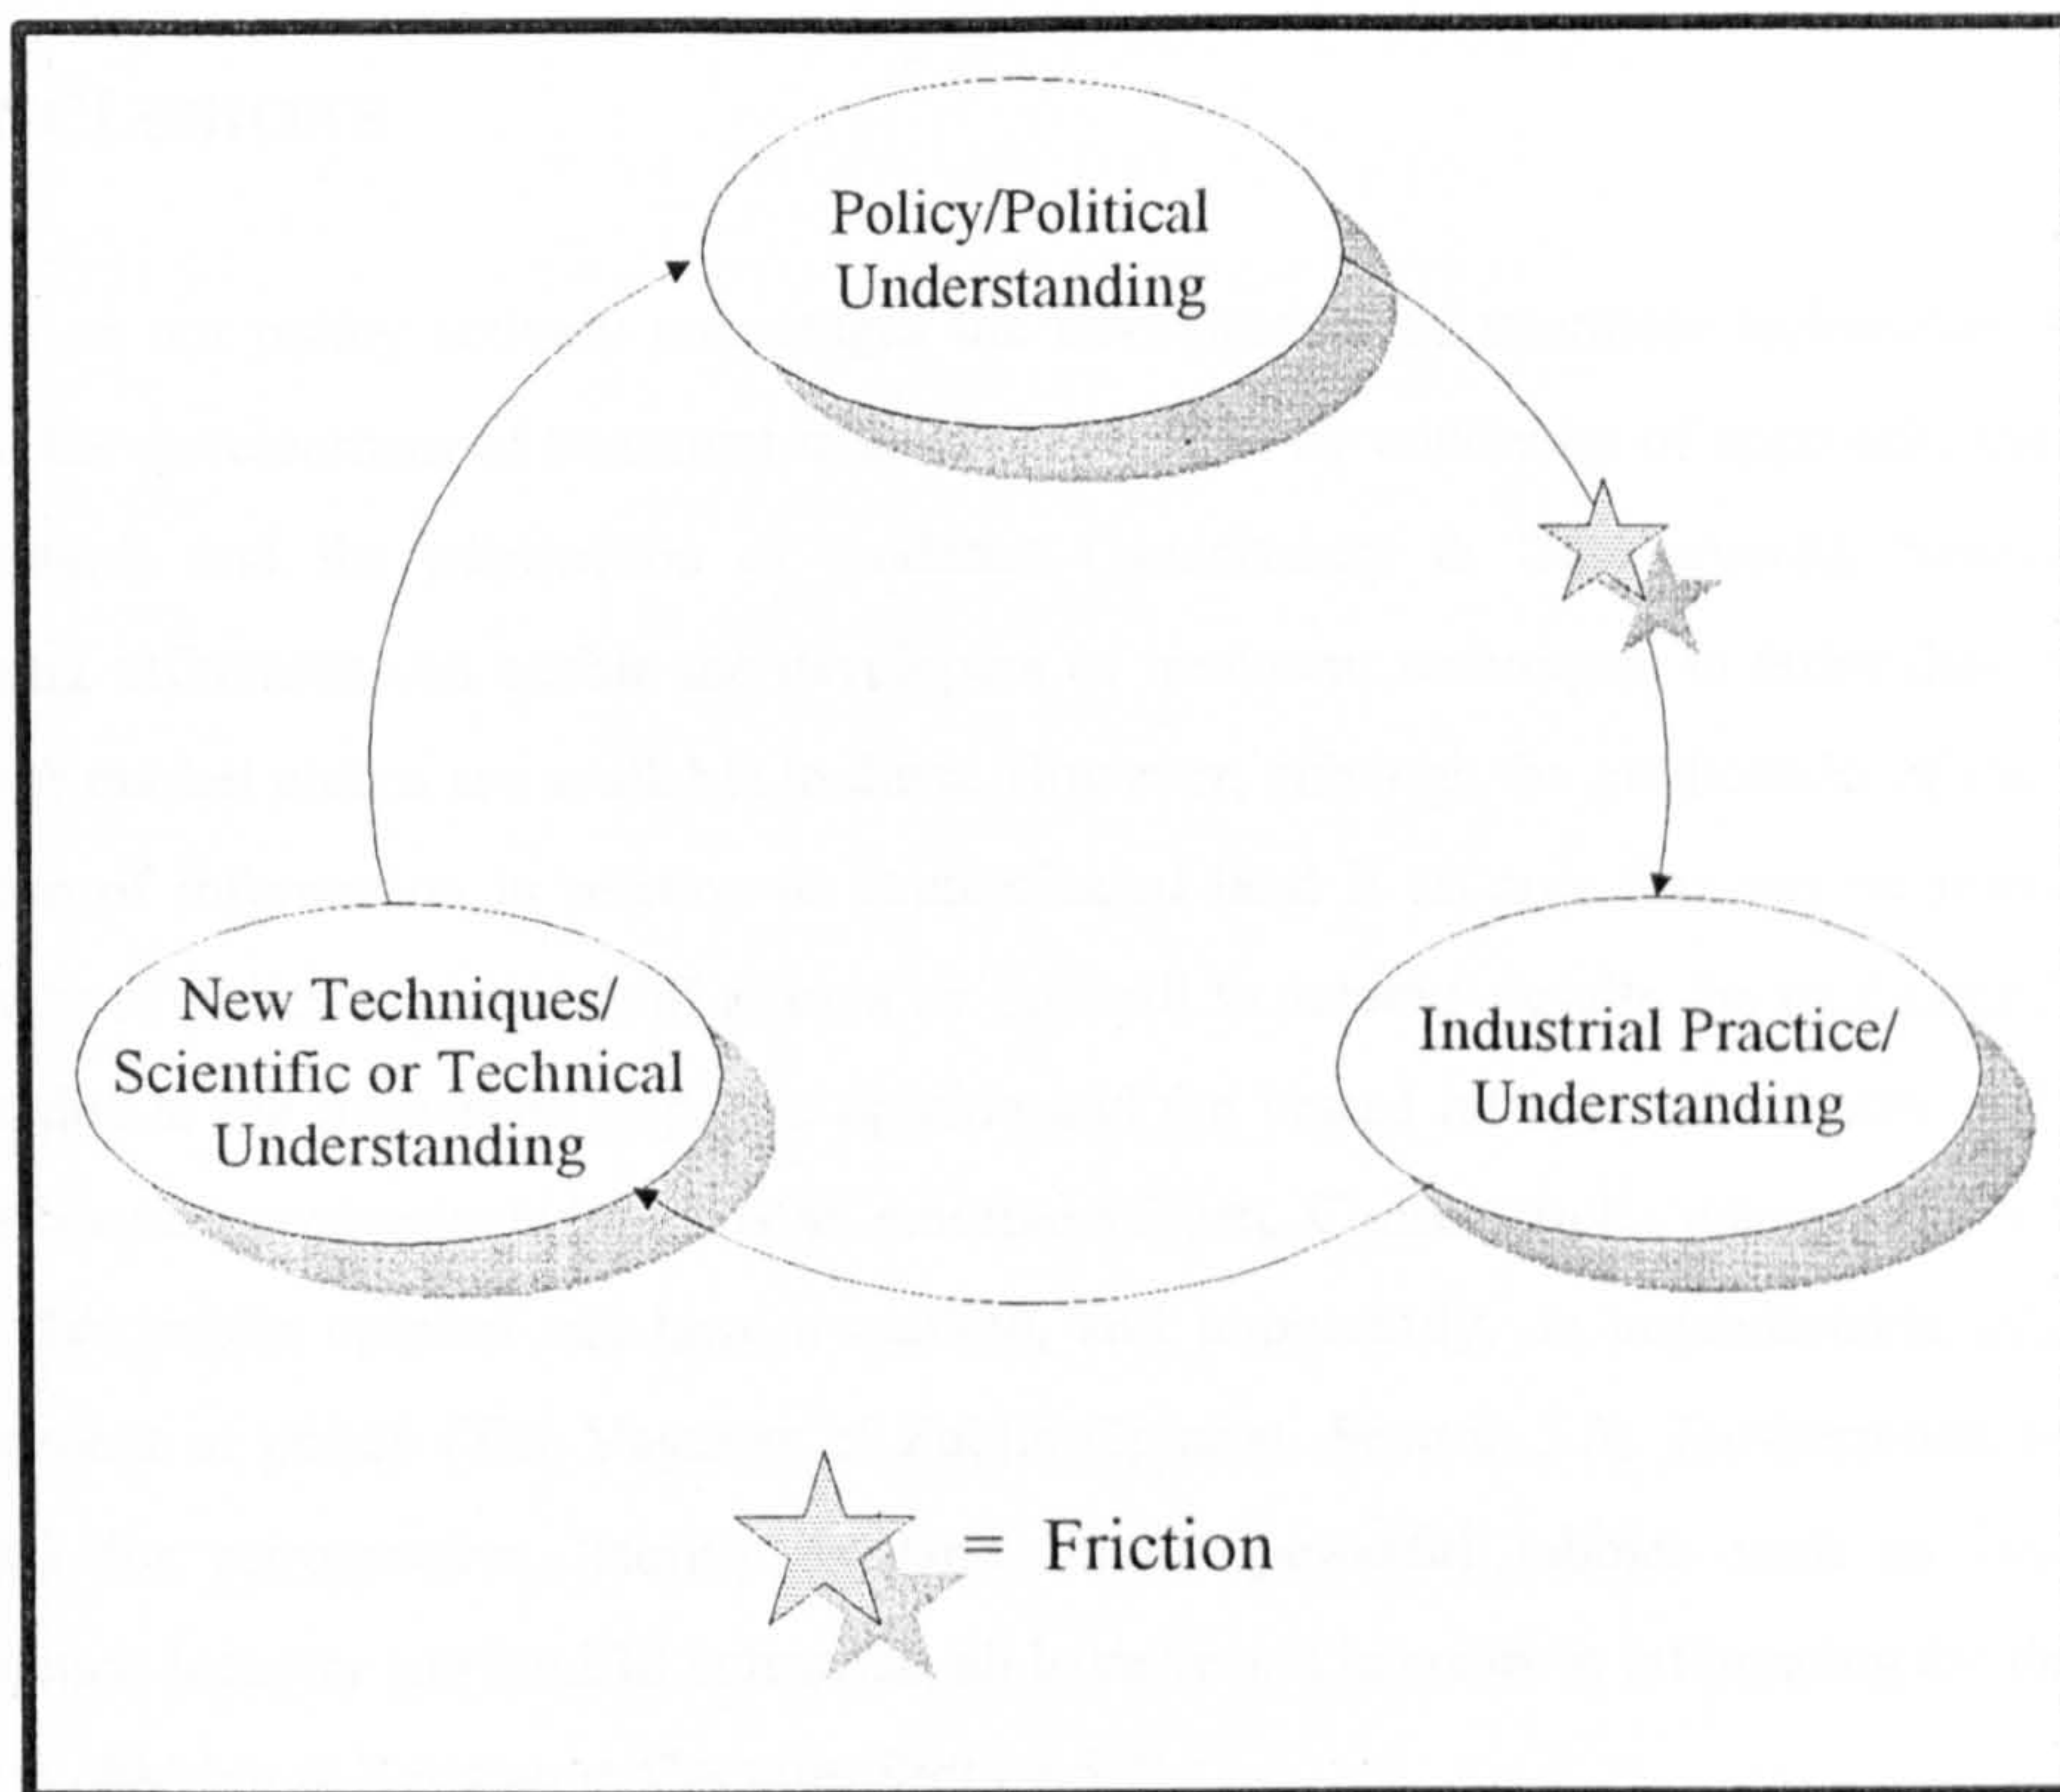 Policy/Political
Understanding
New Techniques/
Scientific or Technical
Understanding
Industrial Practice/
Understanding
= Friction